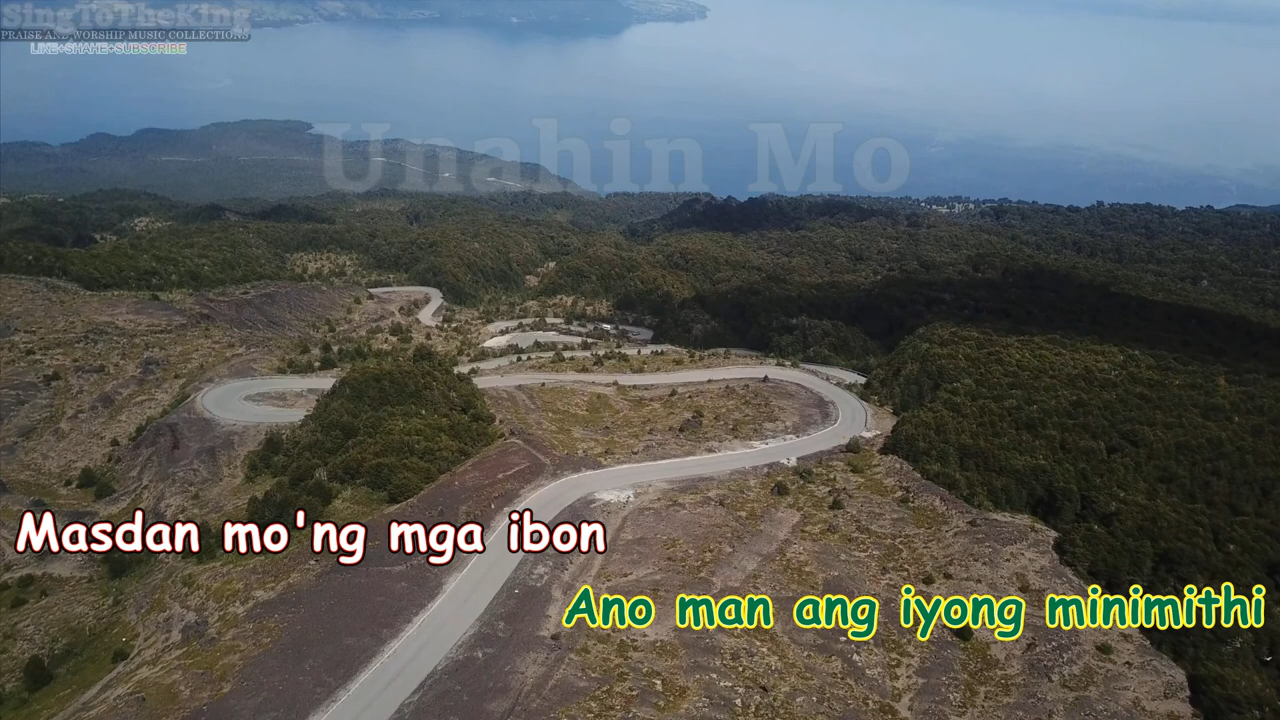 SingToTheKing
PRAISE AND WORSHIP MUSIC COLLECTIONS
LIKE+SHARE+SUBSCRIBE
Unahin Mo
Masdan mo'ng mga ibon
Ano man ang iyong minimithi